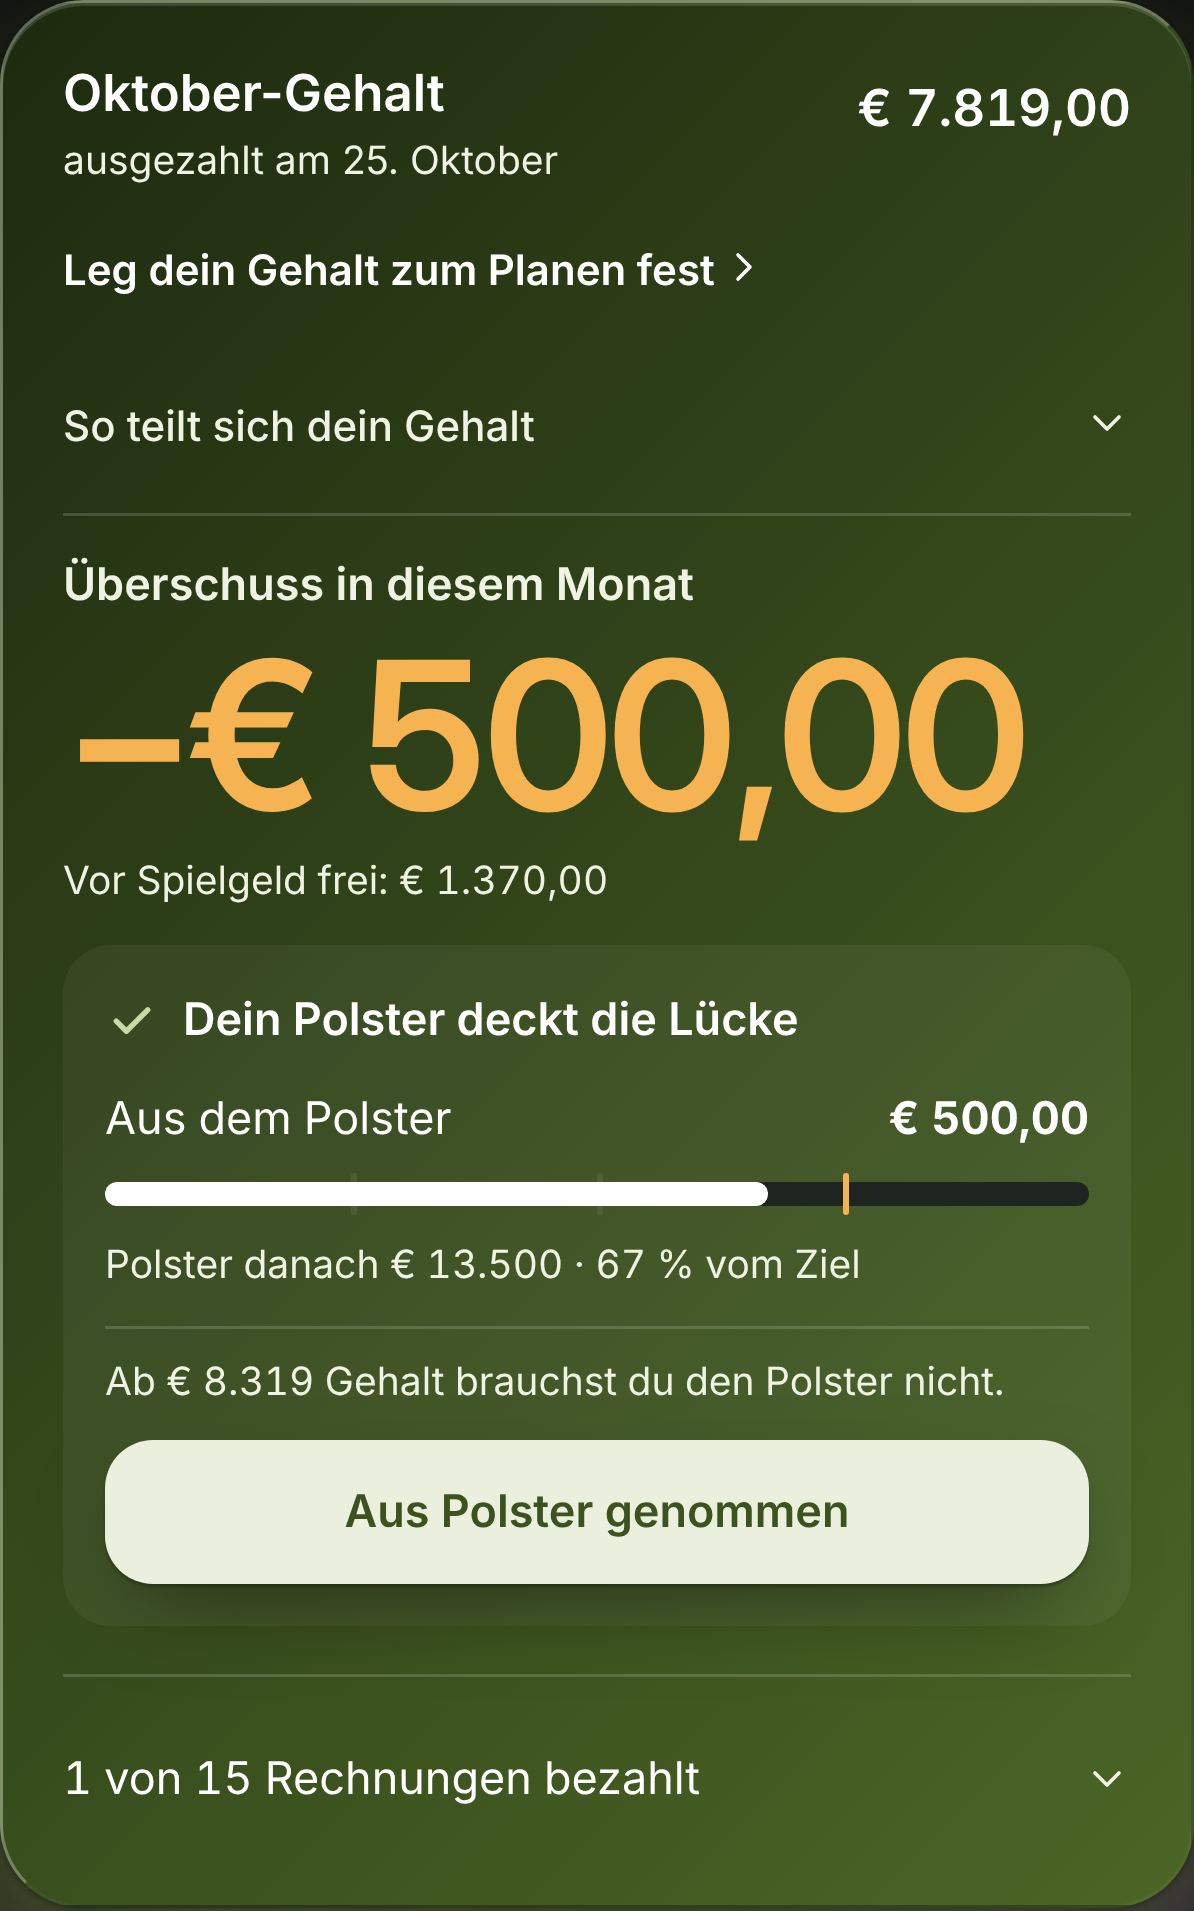 Oktober-Gehalt
€ 7.819,00
ausgezahlt am 25. Oktober
Leg dein Gehalt zum Planen fest
So teilt sich dein Gehalt
Überschuss in diesem Monat
–€ 500,00
Vor Spielgeld frei: € 1.370,00
Dein Polster deckt die Lücke
Aus dem Polster
€ 500,00
Polster danach € 13.500 · 67 % vom Ziel
Ab € 8.319 Gehalt brauchst du den Polster nicht.
Aus Polster genommen
1 von 15 Rechnungen bezahlt